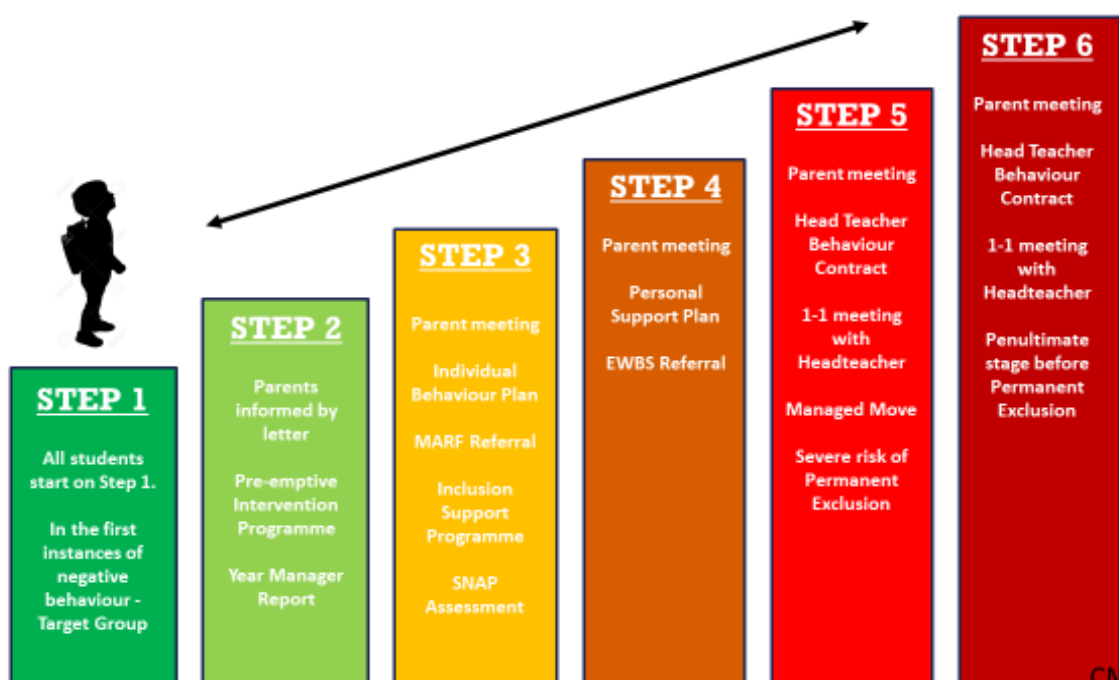 STEP 1
All students
start on Step 1.
In the first
instances of
negative
behaviour -
Target Group
STEP 2
Parents
informed by
letter
Pre-emptive
Intervention
Programme
Year Manager
Report
STEP 3
Parent meeting
Individual
Behaviour Plan
MARF Referral
Inclusion
Support
Programme
SNAP
Assessment
STEP 4
Parent meeting
Personal
Support Plan
EWBS Referral
STEP 5
Parent meeting
Head Teacher
Behaviour
Contract
1-1 meeting
with
Headteacher
Managed Move
Severe risk of
Permanent
Exclusion
STEP 6
Parent meeting
Head Teacher
Behaviour
Contract
1-1 meeting
with
Headteacher
Penultimate
stage before
Permanent
Exclusion